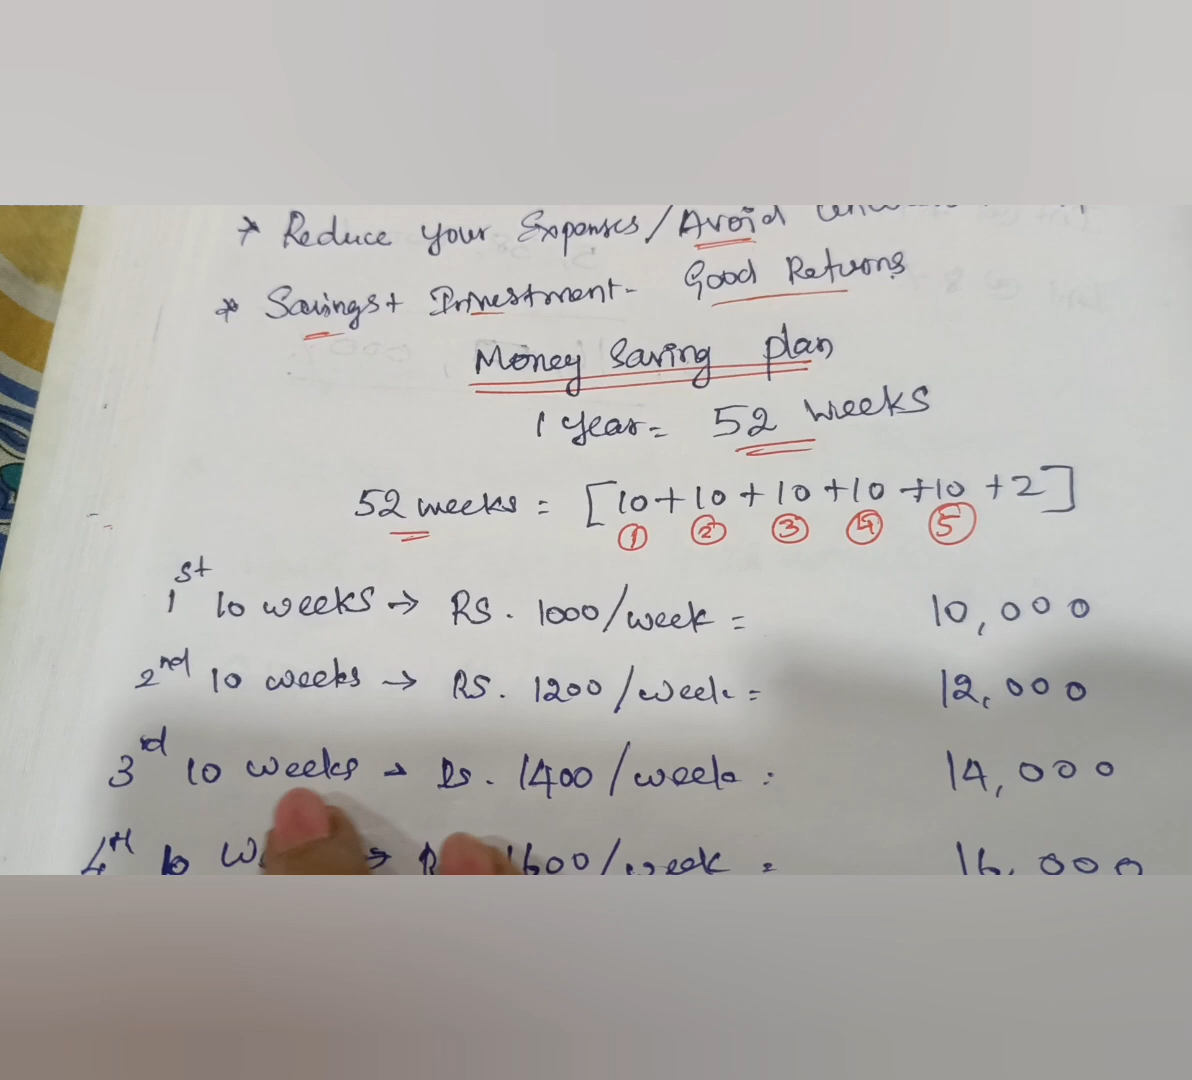 * Reduce your Expenses/Avoid
* Savings+ Investment- Good Returns
Money Saving plan
1 year= 52 weeks
52 weeks = [10+10+10+10+10+2]
① ② ③ ④ ⑤
1st 10 weeks → RS. 1000/week = 10,000
2nd 10 weeks → RS. 1200/week = 12,000
3rd 10 weeks → Rs. 1400/week : 14,000
4th 10 1600/week = 16,000